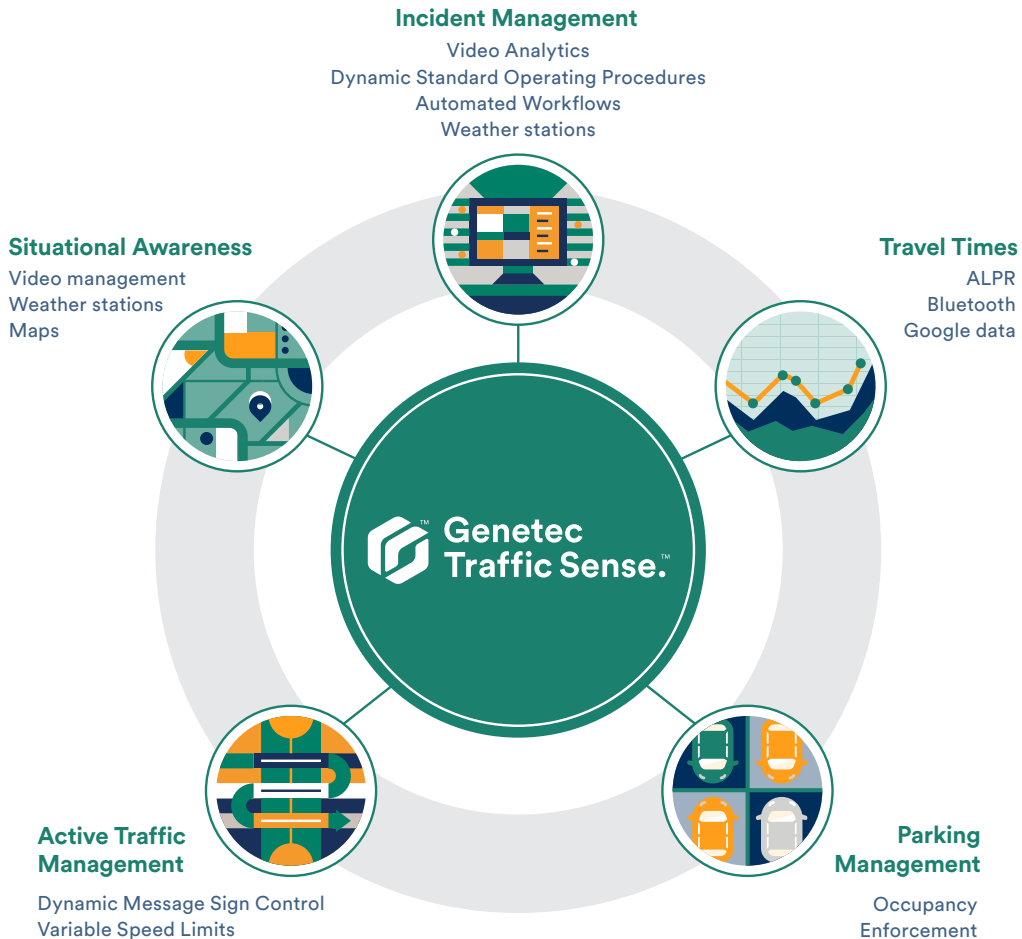 Incident Management
Video Analytics
Dynamic Standard Operating Procedures
Automated Workflows
Weather stations
Situational Awareness
Video management
Weather stations
Maps
Travel Times
ALPR
Bluetooth
Google data
Genetec™
Traffic Sense.™
Active Traffic
Management
Dynamic Message Sign Control
Variable Speed Limits
Parking
Management
Occupancy
Enforcement